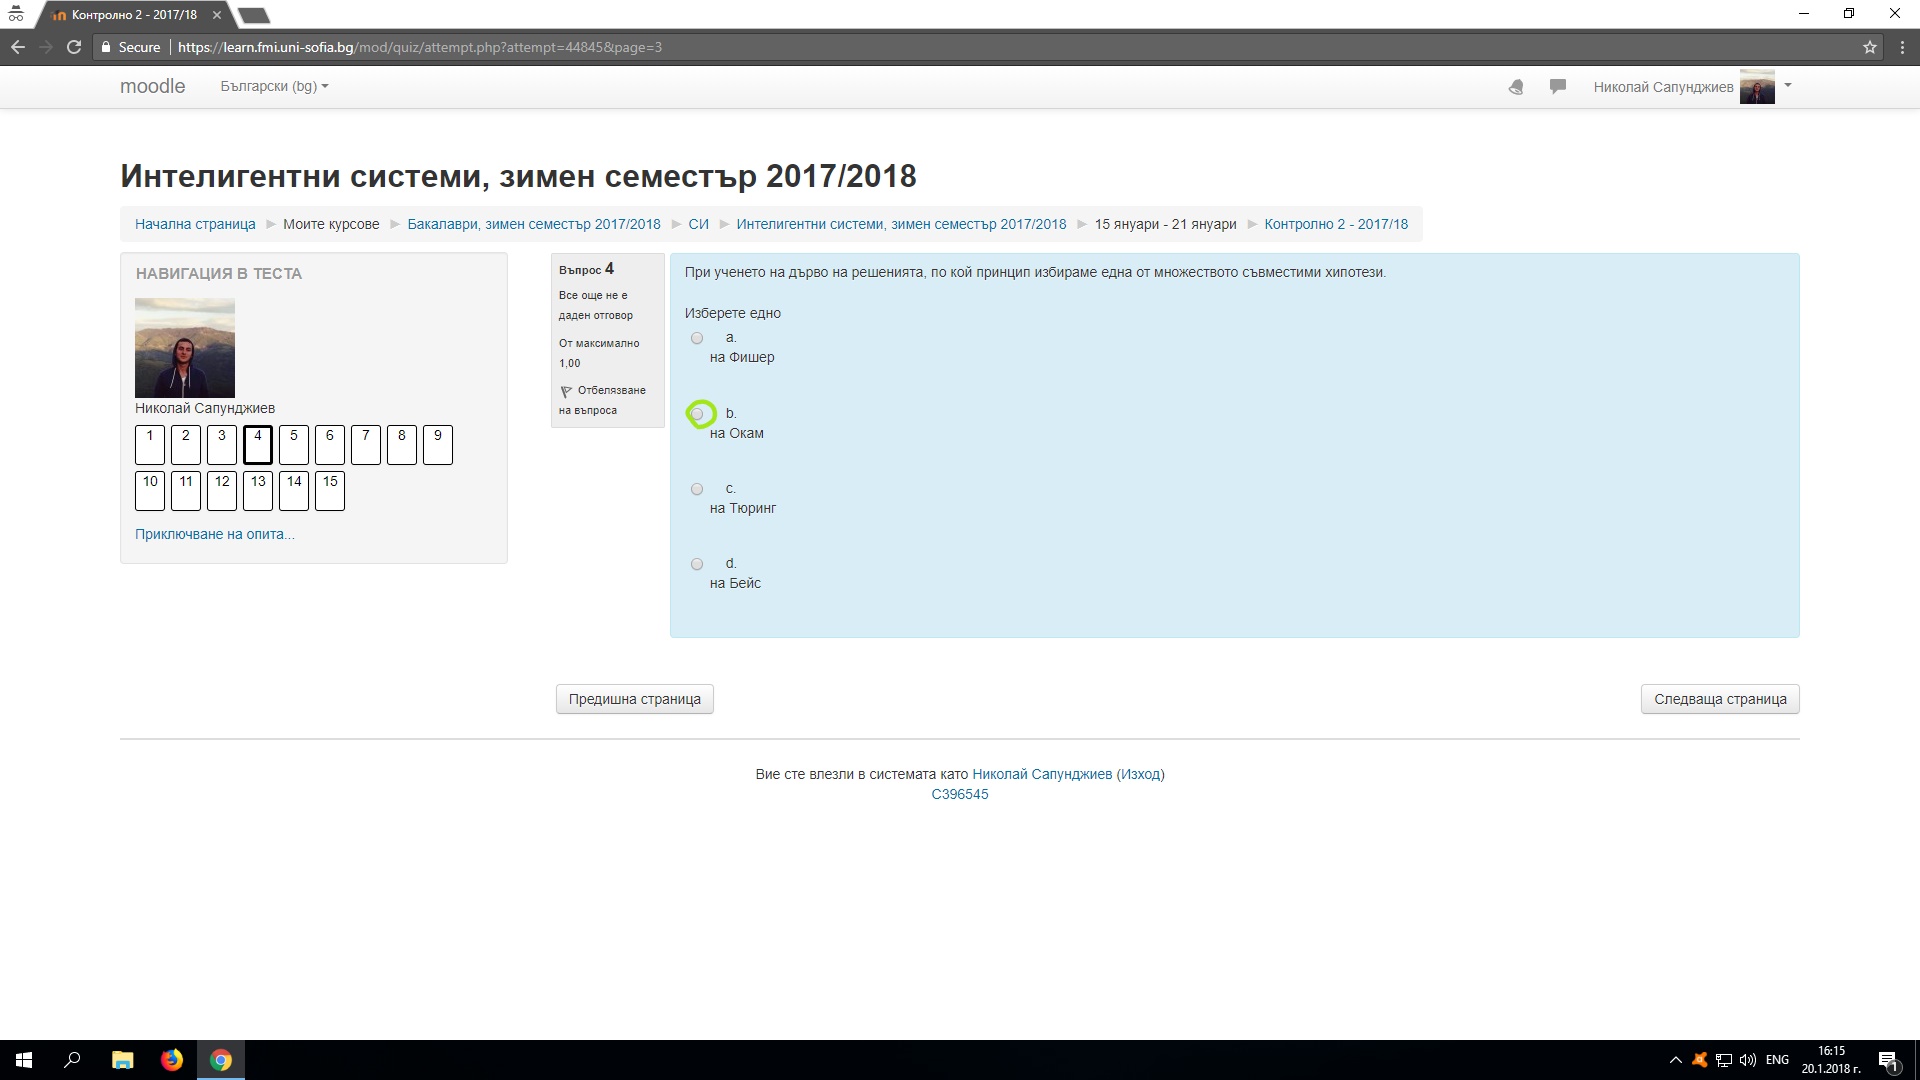 Контролно 2 - 2017/18
Secure
https://learn.fmi.uni-sofia.bg/mod/quiz/attempt.php?attempt=44845&page=3
moodle
Български (bg)
Николай Сапунджиев
Интелигентни системи, зимен семестър 2017/2018
Начална страница ► Моите курсове ► Бакалаври, зимен семестър 2017/2018 ► СИ ► Интелигентни системи, зимен семестър 2017/2018 ► 15 януари - 21 януари ► Контролно 2 - 2017/18
НАВИГАЦИЯ В ТЕСТА
Николай Сапунджиев
1 2 3 4 5 6 7 8 9
10 11 12 13 14 15
Приключване на опита...
Въпрос 4
Все още не е
даден отговор
От максимално
1,00
Отбелязване
на въпроса
При ученето на дърво на решенията, по кой принцип избираме една от множеството съвместими хипотези.
Изберете едно
a.
на Фишер
b.
на Окам
c.
на Тюринг
d.
на Бейс
Предишна страница
Следваща страница
Вие сте влезли в системата като Николай Сапунджиев (Изход)
СИ396545
ENG
16:15
20.1.2018 г.
1